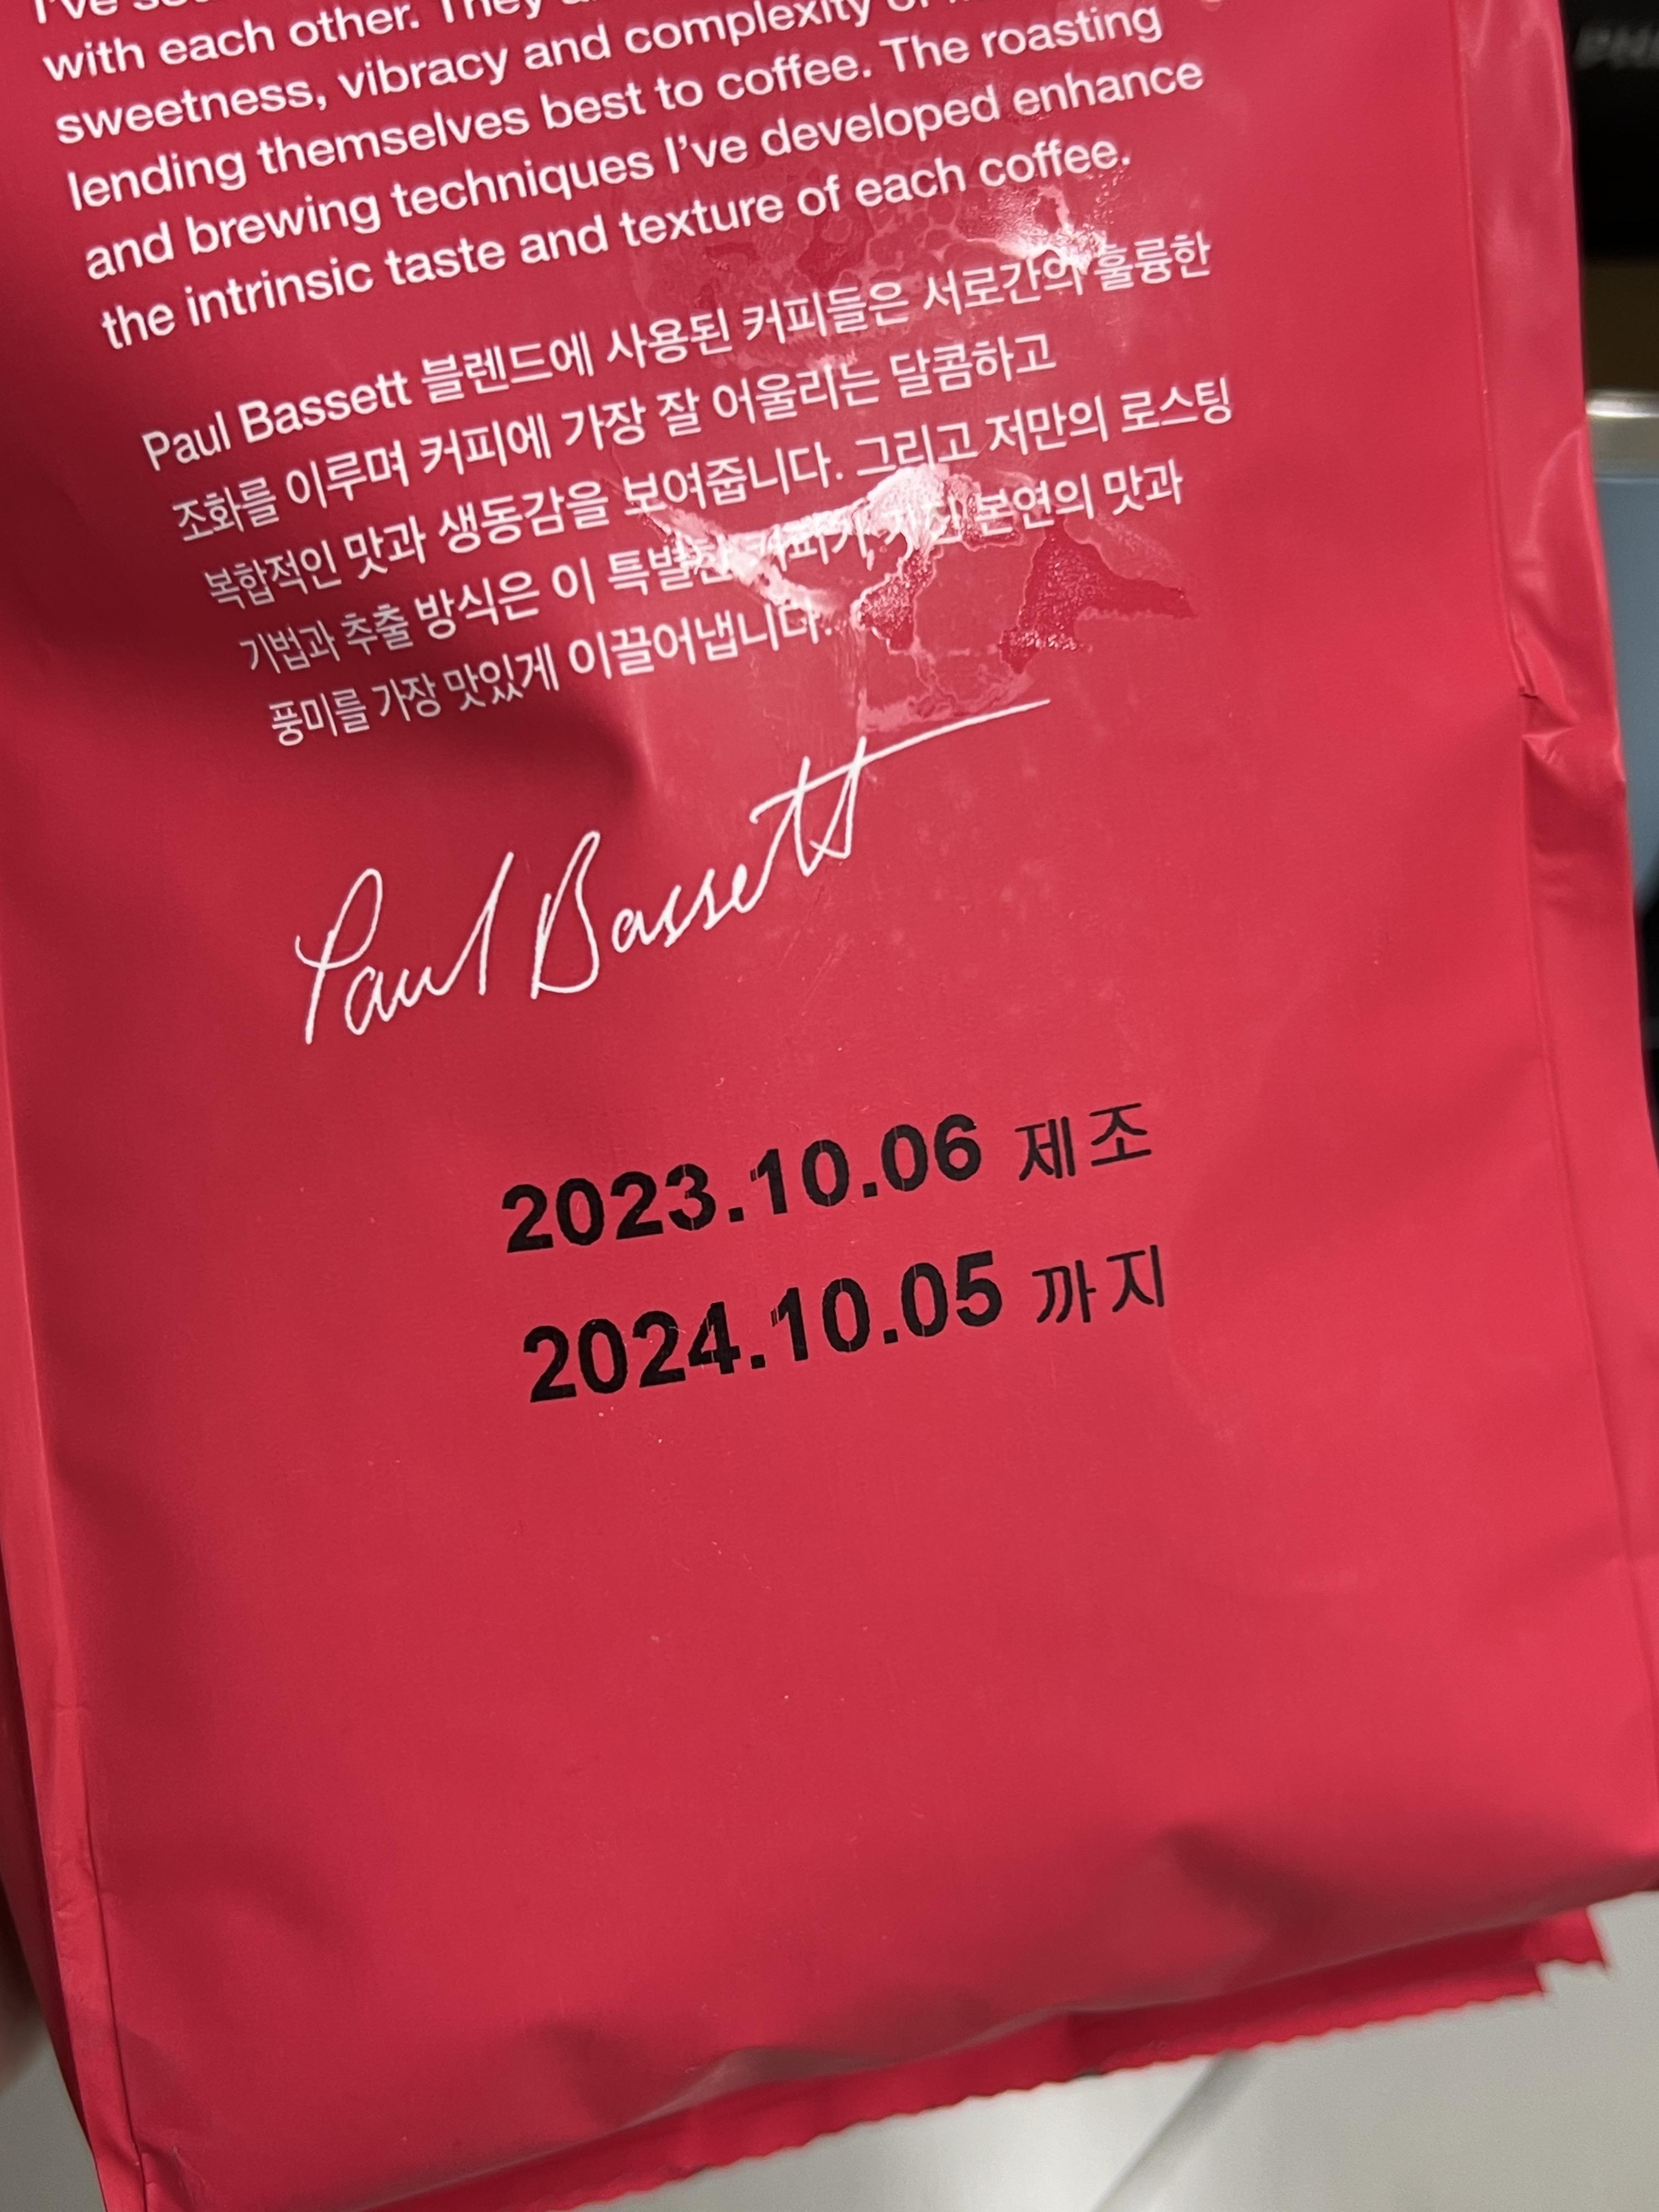 with each other. They
sweetness, vibracy and complexity
lending themselves best to coffee. The roasting
and brewing techniques I've developed enhance
the intrinsic taste and texture of each coffee.
Paul Bassett 블렌드에 사용된 커피들은 서로간의 훌륭한
조화를 이루며 커피에 가장 잘 어울리는 달콤하고
복합적인 맛과 생동감을 보여줍니다. 그리고 저만의 로스팅
기법과 추출 방식은 이 특별한 커피가 본연의 맛과
풍미를 가장 맛있게 이끌어냅니다.
Paul Bassett
2023.10.06 제조
2024.10.05 까지